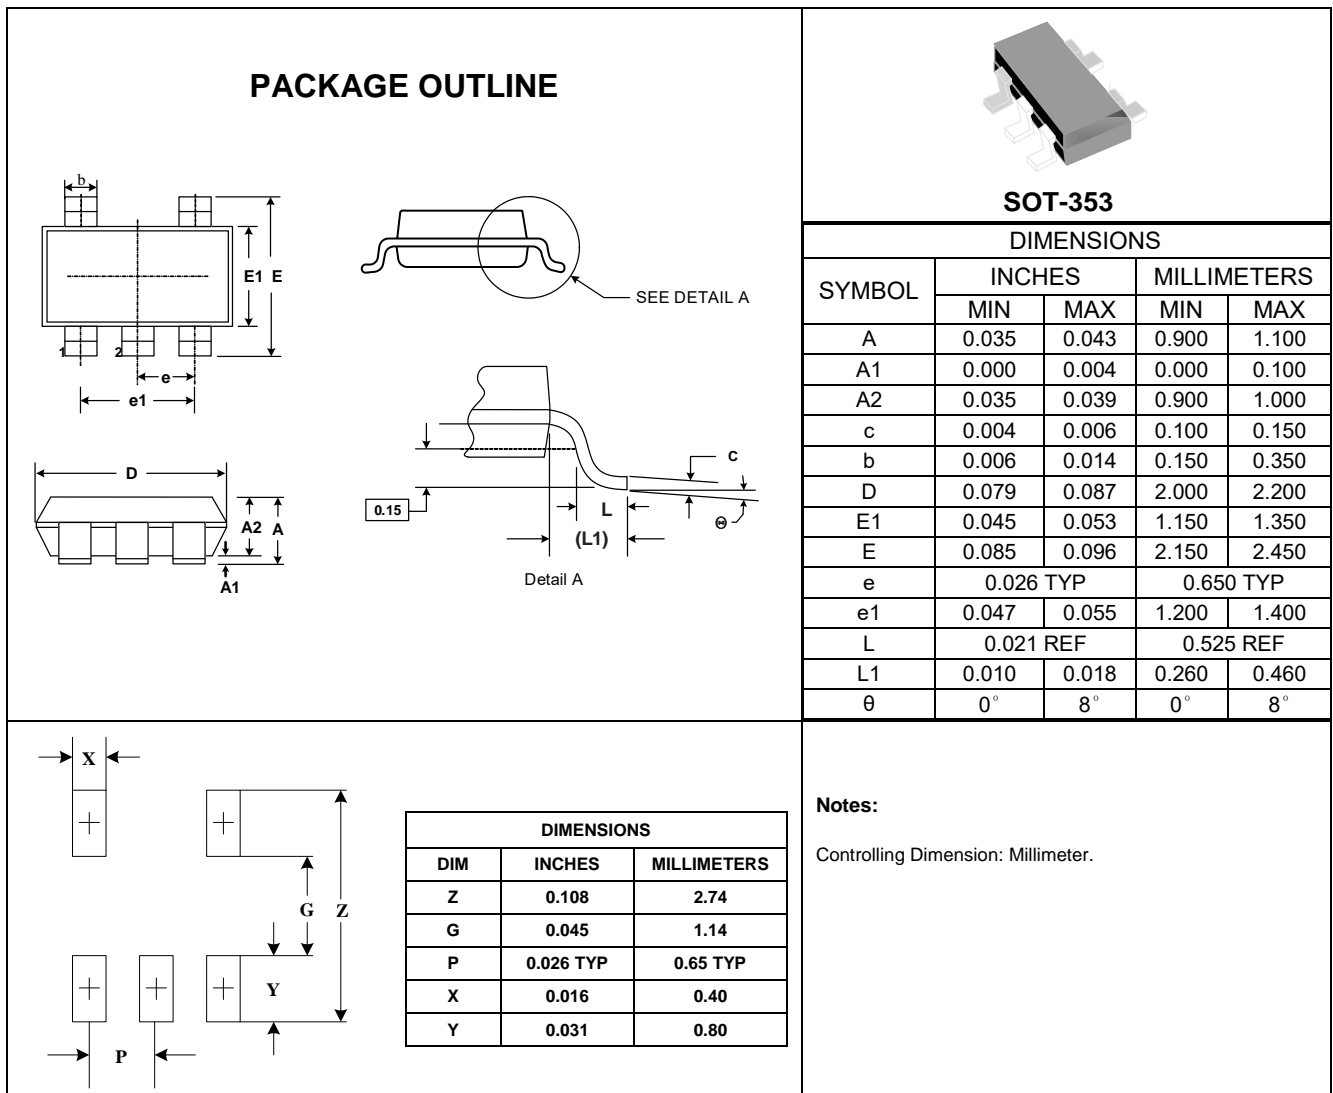 PACKAGE OUTLINE
b
E1 E
1 2
e
e1
SEE DETAIL A
D
A2 A
A1
0.15
L
(L1)
C
Θ
Detail A
SOT-353
DIMENSIONS
SYMBOL INCHES MILLIMETERS
MIN MAX MIN MAX
A 0.035 0.043 0.900 1.100
A1 0.000 0.004 0.000 0.100
A2 0.035 0.039 0.900 1.000
c 0.004 0.006 0.100 0.150
b 0.006 0.014 0.150 0.350
D 0.079 0.087 2.000 2.200
E1 0.045 0.053 1.150 1.350
E 0.085 0.096 2.150 2.450
e 0.026 TYP 0.650 TYP
e1 0.047 0.055 1.200 1.400
L 0.021 REF 0.525 REF
L1 0.010 0.018 0.260 0.460
θ 0° 8° 0° 8°
X
G Z
Y
P
DIMENSIONS
DIM INCHES MILLIMETERS
Z 0.108 2.74
G 0.045 1.14
P 0.026 TYP 0.65 TYP
X 0.016 0.40
Y 0.031 0.80
Notes:
Controlling Dimension: Millimeter.